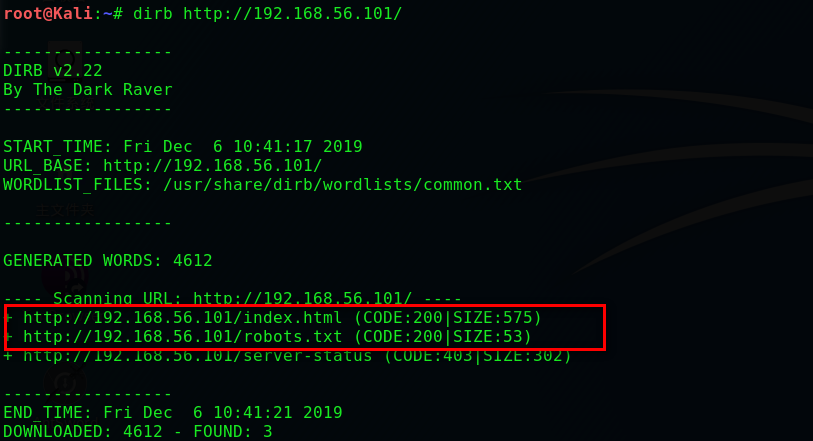 root@Kali:~# dirb http://192.168.56.101/
-----------------
DIRB v2.22
By The Dark Raver
-----------------
START_TIME: Fri Dec  6 10:41:17 2019
URL_BASE: http://192.168.56.101/
WORDLIST_FILES: /usr/share/dirb/wordlists/common.txt
-----------------
GENERATED WORDS: 4612
---- Scanning URL: http://192.168.56.101/ ----
+ http://192.168.56.101/index.html (CODE:200|SIZE:575)
+ http://192.168.56.101/robots.txt (CODE:200|SIZE:53)
+ http://192.168.56.101/server-status (CODE:403|SIZE:302)
-----------------
END_TIME: Fri Dec  6 10:41:21 2019
DOWNLOADED: 4612 - FOUND: 3